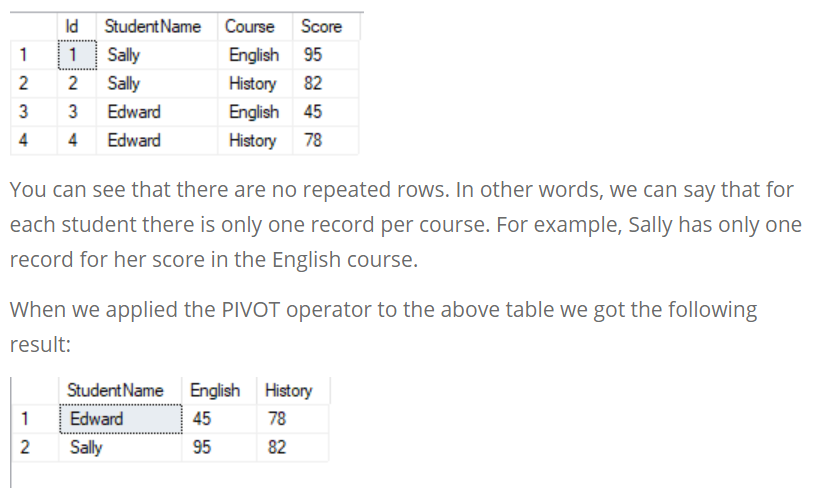 Id StudentName Course Score
1 1 Sally English 95
2 2 Sally History 82
3 3 Edward English 45
4 4 Edward History 78
You can see that there are no repeated rows. In other words, we can say that for
each student there is only one record per course. For example, Sally has only one
record for her score in the English course.
When we applied the PIVOT operator to the above table we got the following
result:
StudentName English History
1 Edward 45 78
2 Sally 95 82